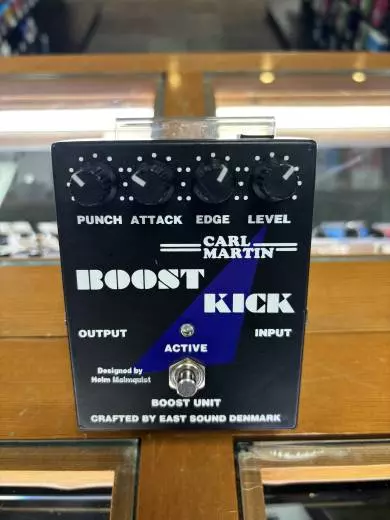 PUNCH ATTACK EDGE LEVEL
CARL
MARTIN
BOOST
KICK
OUTPUT INPUT
ACTIVE
Designed by
Helm Malmquist
BOOST UNIT
CRAFTED BY EAST SOUND DENMARK